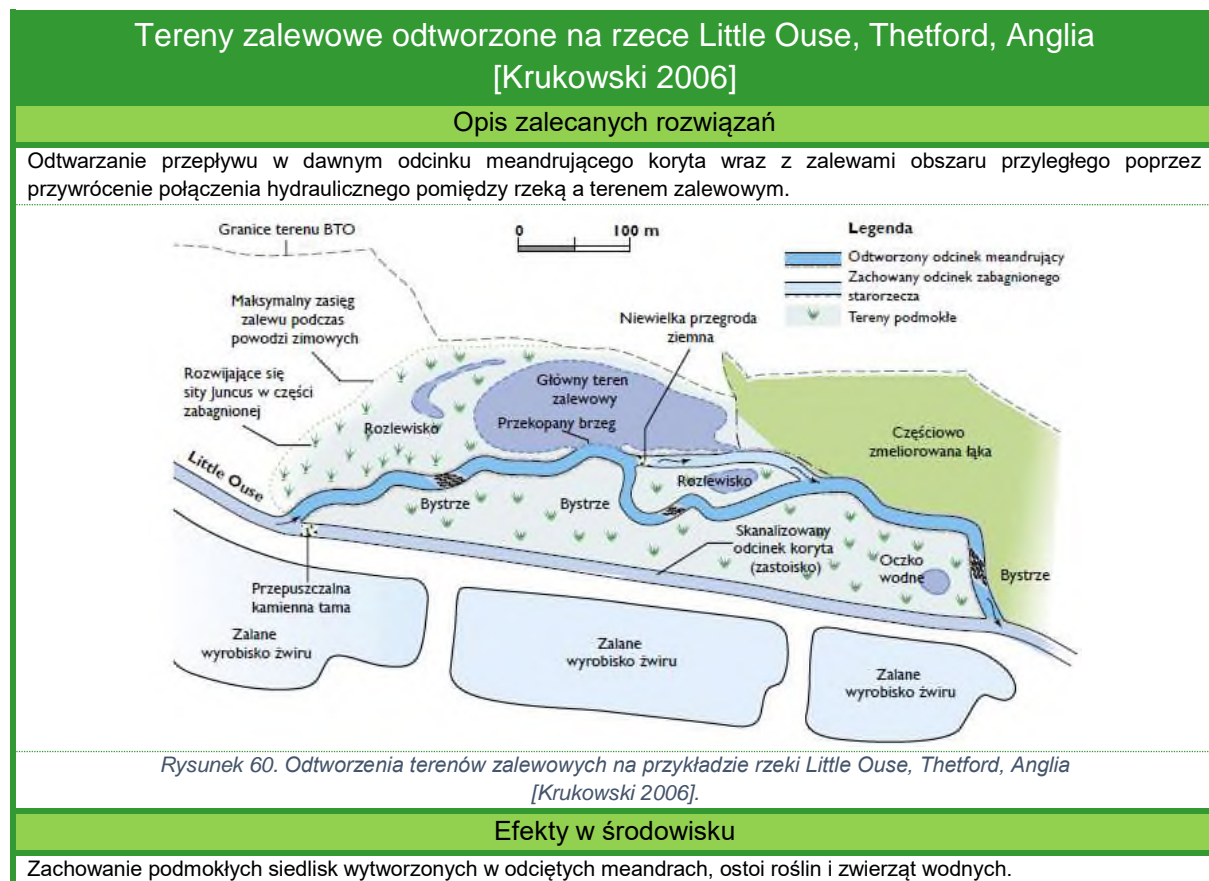 Tereny zalewowe odtworzone na rzece Little Ouse, Thetford, Anglia
[Krukowski 2006]
Opis zalecanych rozwiązań
Odtwarzanie przepływu w dawnym odcinku meandrującego koryta wraz z zalewami obszaru przyległego poprzez
przywrócenie połączenia hydraulicznego pomiędzy rzeką a terenem zalewowym.
Granice terenu BTO
0 100 m
Legenda
Odtworzony odcinek meandrujący
Zachowany odcinek zabagnionego
starorzecza
Tereny podmokłe
Maksymalny zasięg
zalewu podczas
powodzi zimowych
Niewielka przegroda
ziemna
Rozwijające się
sity Juncus w części
zabagnionej
Główny teren
zalewowy
Przekopany brzeg
Rozlewisko
Częściowo
zmeliorowana łąka
Little Ouse
Bystrze
Bystrze
Rozlewisko
Skanalizowany
odcinek koryta
(zastoisko)
Oczko
wodne
Bystrze
Przepuszczalna
kamienna tama
Zalane
wyrobisko żwiru
Zalane
wyrobisko żwiru
Zalane
wyrobisko żwiru
Rysunek 60. Odtworzenia terenów zalewowych na przykładzie rzeki Little Ouse, Thetford, Anglia
[Krukowski 2006].
Efekty w środowisku
Zachowanie podmokłych siedlisk wytworzonych w odciętych meandrach, ostoi roślin i zwierząt wodnych.